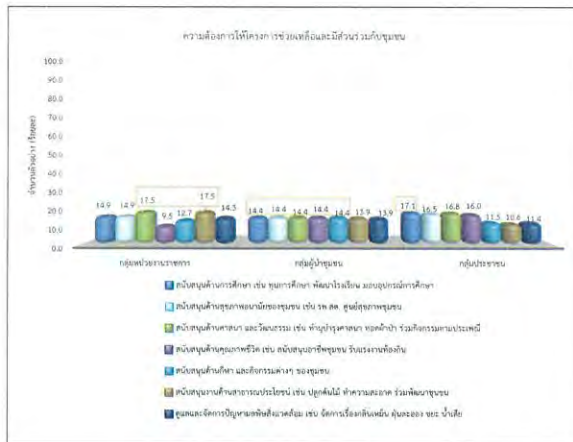 ความต้องการให้โครงการช่วยเหลือและมีส่วนร่วมกับชุมชน
จำนวนตัวอย่าง (ร้อยละ)
100.0
90.0
80.0
70.0
60.0
50.0
40.0
30.0
20.0
10.0
0.0
14.9 14.9 17.5 9.5 12.7 17.5 14.5
14.4 14.4 14.4 14.4 14.4 13.9 13.9
17.1 16.5 16.8 16.0 11.5 10.6 11.4
กลุ่มหน่วยงานราชการ กลุ่มผู้นำชุมชน กลุ่มประชาชน
สนับสนุนด้านการศึกษา เช่น ทุนการศึกษา พัฒนาโรงเรียน มอบอุปกรณ์การศึกษา
สนับสนุนด้านสุขภาพอนามัยของชุมชน เช่น รพ.สต. ศูนย์สุขภาพชุมชน
สนับสนุนด้านศาสนา และวัฒนธรรม เช่น ทำนุบำรุงศาสนา ทอดผ้าป่า ร่วมกิจกรรมตามประเพณี
สนับสนุนด้านคุณภาพชีวิต เช่น สนับสนุนอาชีพชุมชน รับแรงงานท้องถิ่น
สนับสนุนด้านกีฬา และกิจกรรมต่างๆ ของชุมชน
สนับสนุนงานด้านสาธารณประโยชน์ เช่น ปลูกต้นไม้ ทำความสะอาด ร่วมพัฒนาชุมชน
ดูแลและจัดการปัญหามลพิษสิ่งแวดล้อม เช่น จัดการเรื่องกลิ่นเหม็น ฝุ่นละออง ขยะ น้ำเสีย